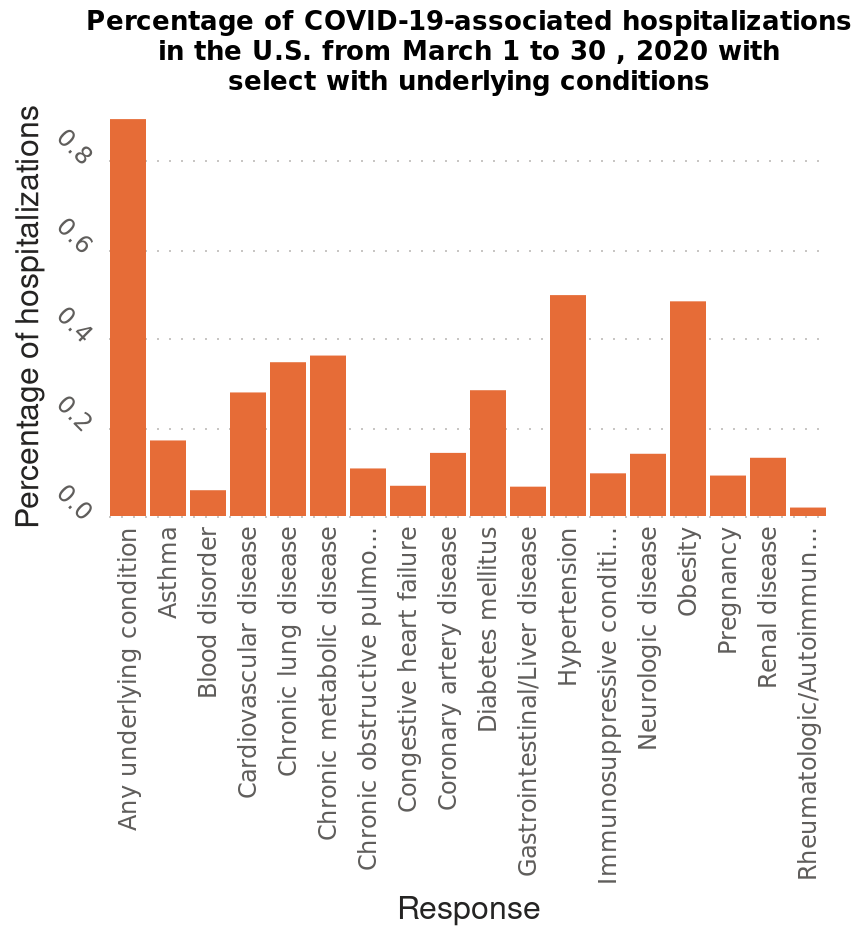 Percentage of COVID-19-associated hospitalizations
in the U.S. from March 1 to 30 , 2020 with
select with underlying conditions
Percentage of hospitalizations
0.8
0.6
0.4
0.2
0.0
Any underlying condition
Asthma
Blood disorder
Cardiovascular disease
Chronic lung disease
Chronic metabolic disease
Chronic obstructive pulmo...
Congestive heart failure
Coronary artery disease
Diabetes mellitus
Gastrointestinal/Liver disease
Hypertension
Immunosuppressive conditi...
Neurologic disease
Obesity
Pregnancy
Renal disease
Rheumatologic/Autoimmun...
Response